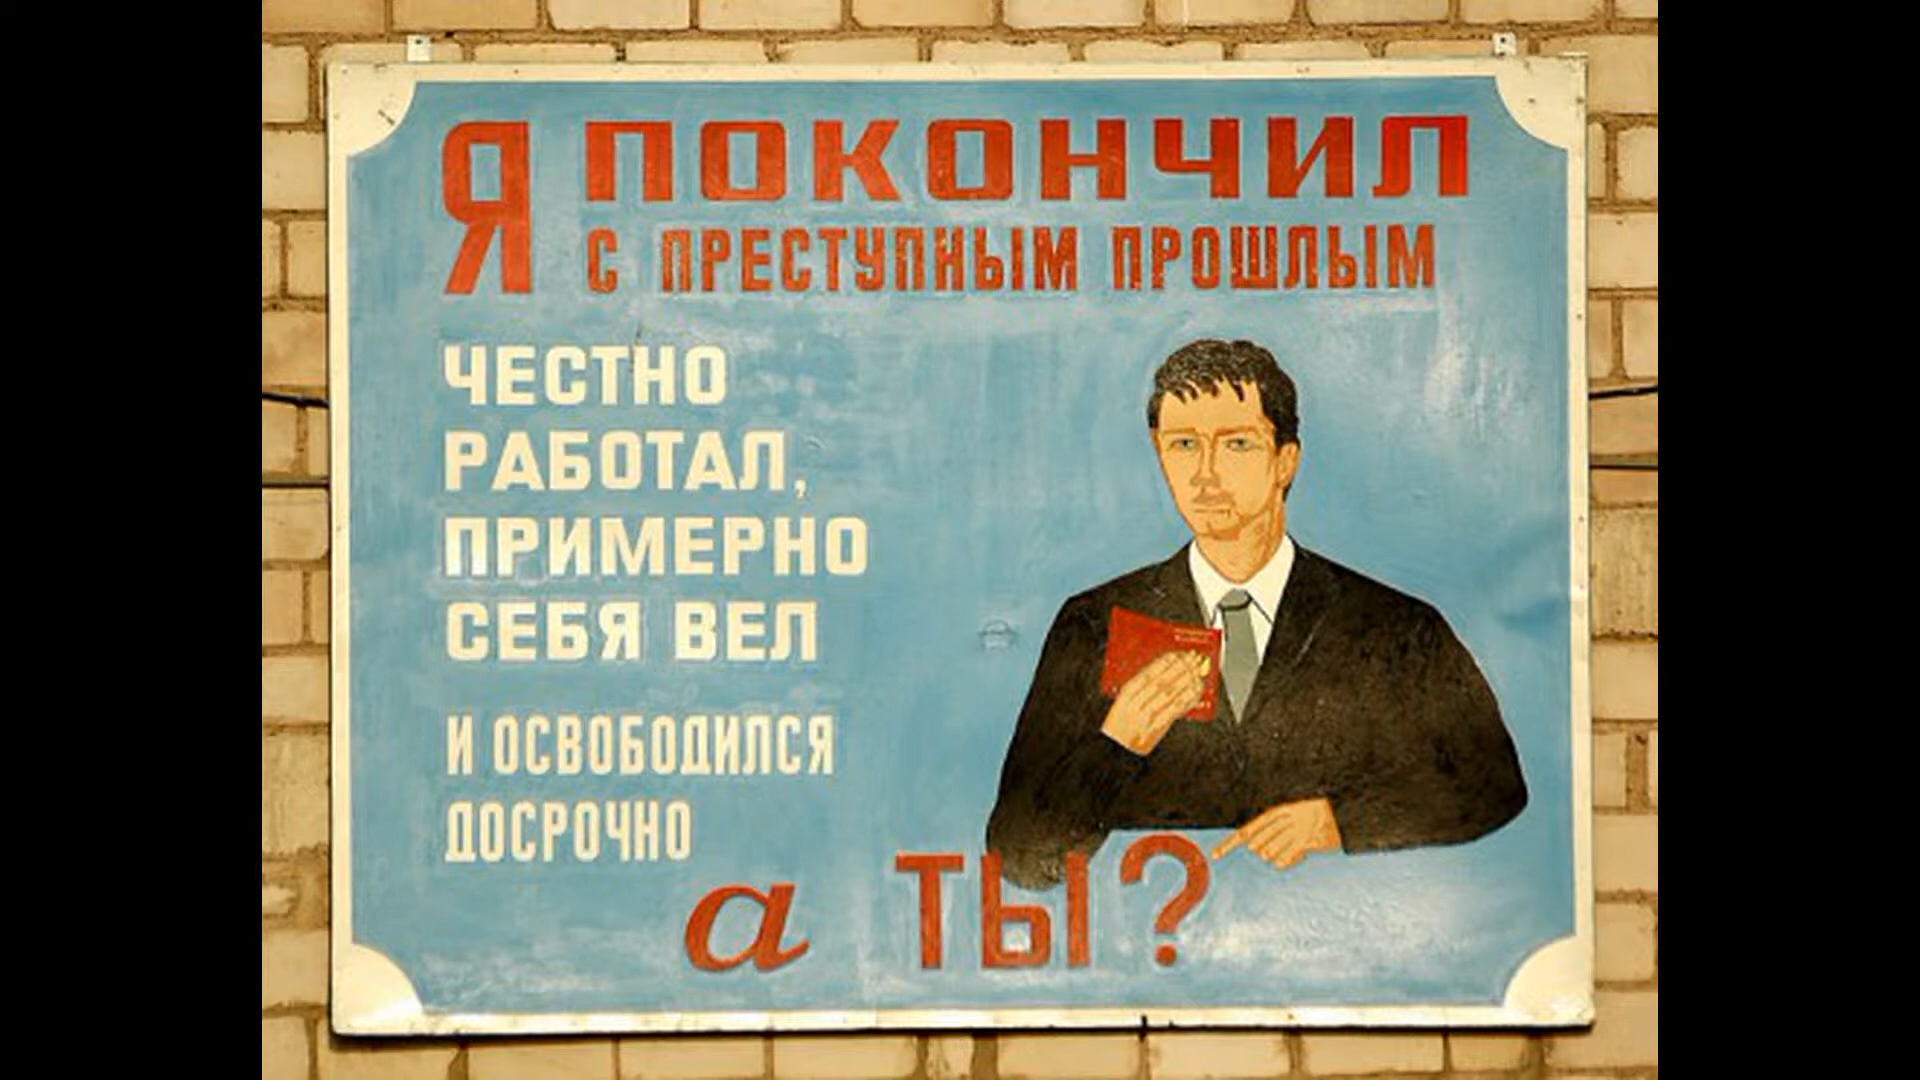 Я ПОКОНЧИЛ
С ПРЕСТУПНЫМ ПРОШЛЫМ
ЧЕСТНО
РАБОТАЛ,
ПРИМЕРНО
СЕБЯ ВЕЛ
И ОСВОБОДИЛСЯ
ДОСРОЧНО
а ТЫ?